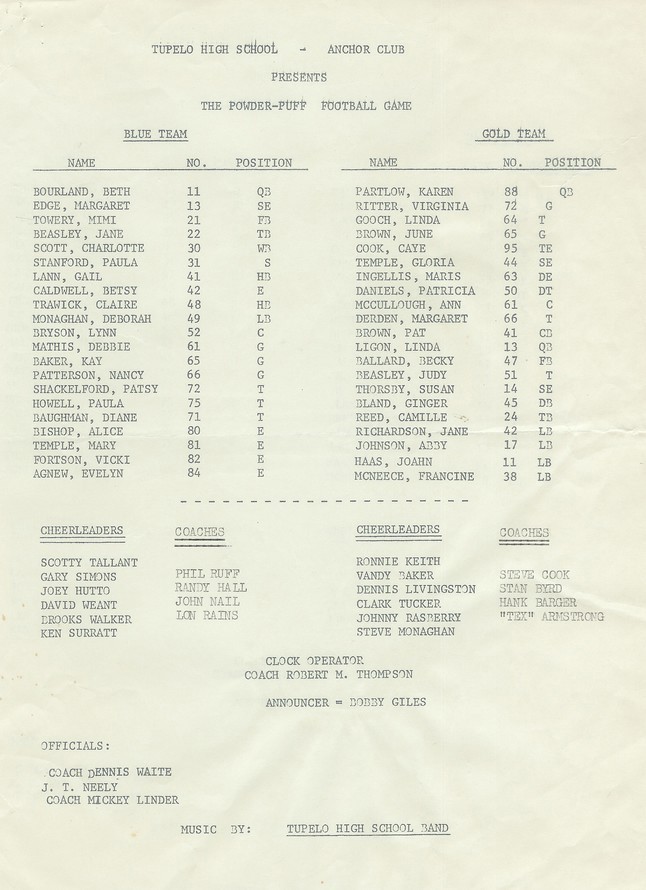 TUPELO HIGH SCHOOL - ANCHOR CLUB
PRESENTS
THE POWDER-PUFF FOOTBALL GAME
BLUE TEAM GOLD TEAM
NAME NO. POSITION NAME NO. POSITION
BOURLAND, BETH 11 QB PARTLOW, KAREN 88 QB
EDGE, MARGARET 13 SE RITTER, VIRGINIA 72 G
TOWERY, MIMI 21 FB GOOCH, LINDA 64 T
BEASLEY, JANE 22 TB BROWN, JUNE 65 G
SCOTT, CHARLOTTE 30 WB COOK, CAYE 95 TE
STANFORD, PAULA 31 S TEMPLE, GLORIA 44 SE
LANN, GAIL 41 HB INGELLIS, MARIS 63 DE
CALDWELL, BETSY 42 E DANIELS, PATRICIA 50 DT
TRAWICK, CLAIRE 48 HB MCCULLOUGH, ANN 61 C
MONAGHAN, DEBORAH 49 LB DERDEN, MARGARET 66 T
BRYSON, LYNN 52 C BROWN, PAT 41 CB
MATHIS, DEBBIE 61 G LIGON, LINDA 13 QB
BAKER, KAY 65 G BALLARD, BECKY 47 FB
PATTERSON, NANCY 66 G BEASLEY, JUDY 51 T
SHACKELFORD, PATSY 72 T THORSBY, SUSAN 14 SE
HOWELL, PAULA 75 T BLAND, GINGER 45 DB
BAUGHMAN, DIANE 71 T REED, CAMILLE 24 TB
BISHOP, ALICE 80 E RICHARDSON, JANE 42 LB
TEMPLE, MARY 81 E JOHNSON, ABBY 17 LB
FORTSON, VICKI 82 E HAAS, JOAHN 11 LB
AGNEW, EVELYN 84 E MCNEECE, FRANCINE 38 LB
CHEERLEADERS COACHES CHEERLEADERS COACHES
SCOTTY TALLANT RONNIE KEITH
GARY SIMONS PHIL RUFF VANDY BAKER STEVE COOK
JOEY HUTTO RANDY HALL DENNIS LIVINGSTON STAN BYRD
DAVID WEANT JOHN NAIL CLARK TUCKER HANK BARGER
BROOKS WALKER LON RAINS JOHNNY RASBERRY "TEX" ARMSTRONG
KEN SURRATT STEVE MONAGHAN
CLOCK OPERATOR
COACH ROBERT M. THOMPSON
ANNOUNCER = BOBBY GILES
OFFICIALS:
COACH DENNIS WAITE
J. T. NEELY
COACH MICKEY LINDER
MUSIC BY: TUPELO HIGH SCHOOL BAND